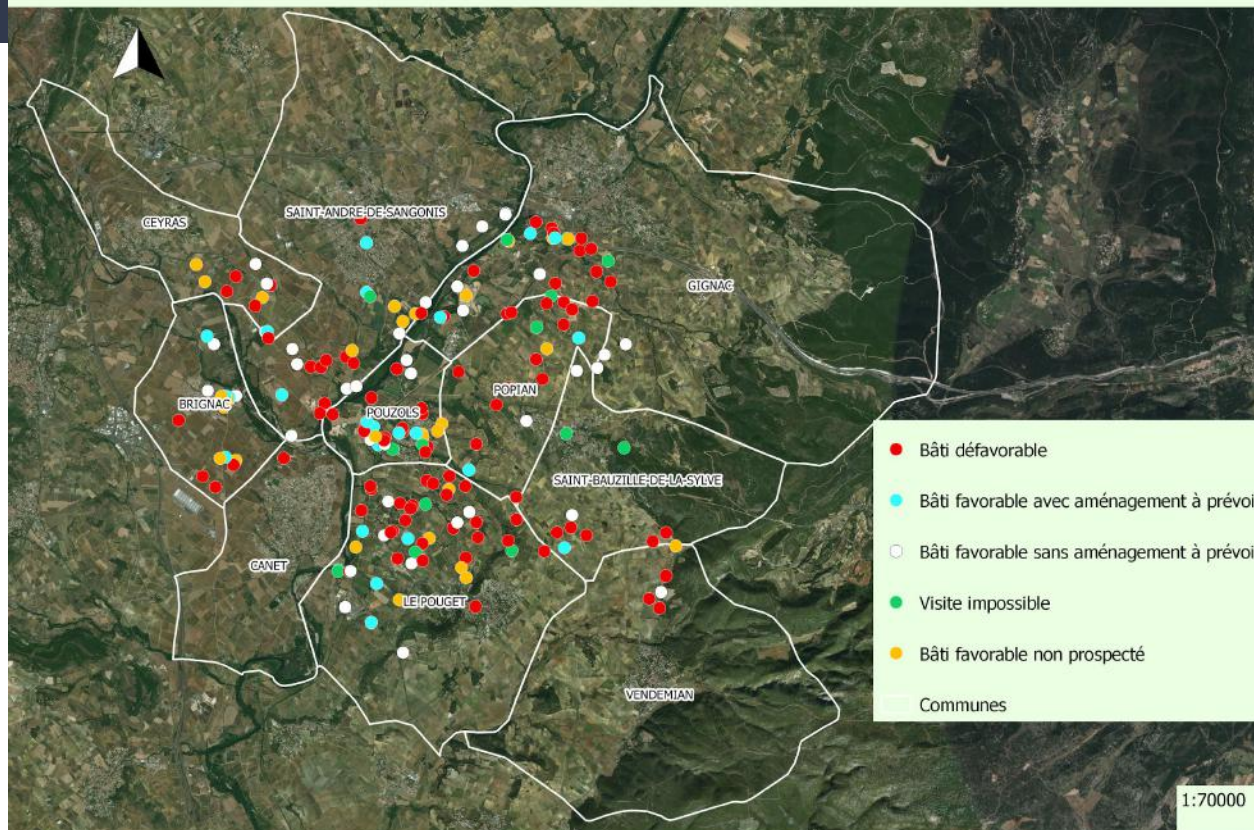 SAINT-ANDRE-DE-SANGONIS
CEYRAS
GIGNAC
POPIAN
BRIGNAC
POUZOLS
SAINT-BAUZILLE-DE-LA-SYLVE
CANET
LE POUGET
VENDEMIAN
Bâti défavorable
Bâti favorable avec aménagement à prévoi
Bâti favorable sans aménagement à prévoi
Visite impossible
Bâti favorable non prospecté
Communes
1:70000